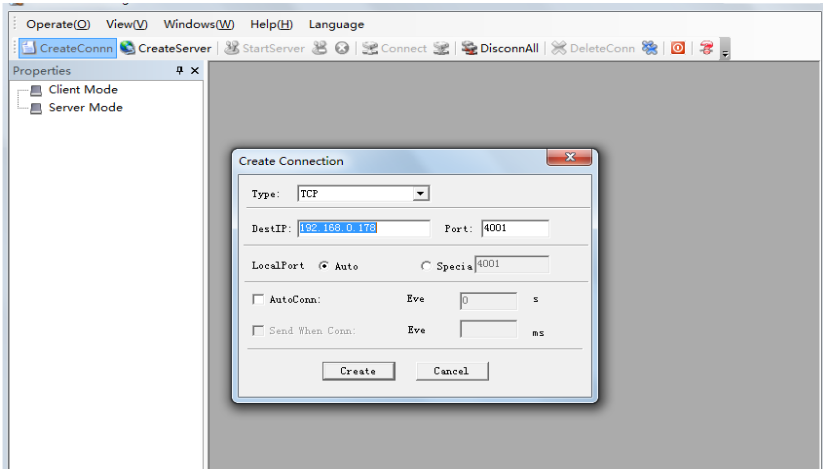 Operate(O) View(V) Windows(W) Help(H) Language
CreateConnn CreateServer StartServer Connect DisconnAll DeleteConn
Properties
Client Mode
Server Mode
Create Connection
Type: TCP
DestIP: 192.168.0.178 Port: 4001
LocalPort Auto Specia 4001
AutoConn: Eve 0 s
Send When Conn: Eve ms
Create Cancel